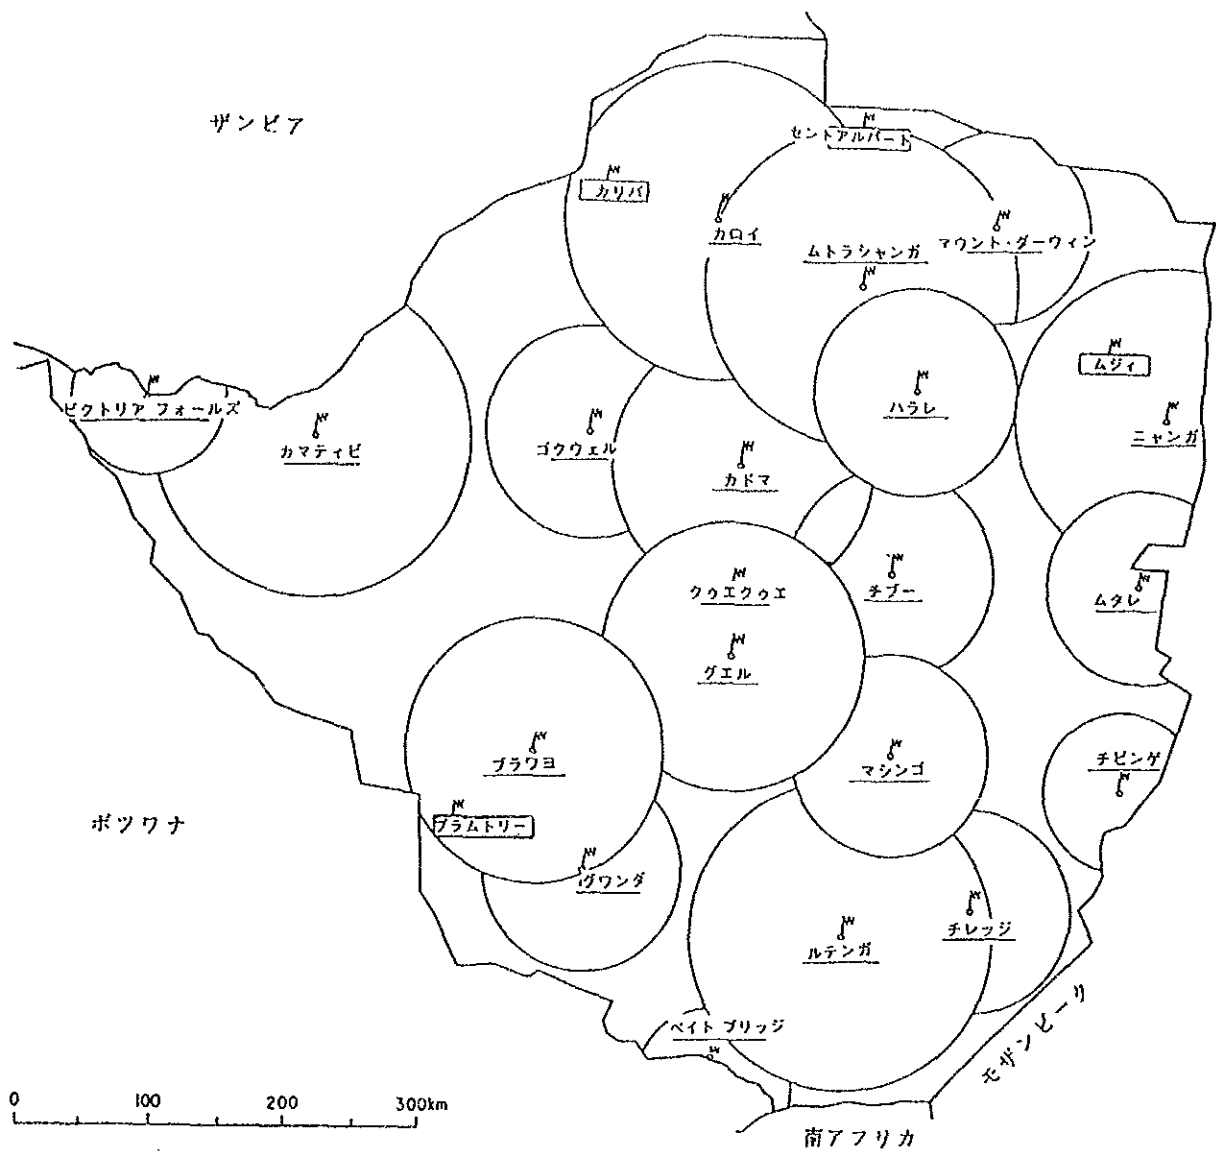 ザンビア
セントアルバート
カリバ
カロイ
マウント・ダーウィン
ムトラシャンガ
ムジィ
ビクトリア フォールズ
ハラレ
ニャンガ
カマティビ
ゴクウェル
カドマ
クゥエクゥエ
チブー
ムタレ
グエル
ブラワヨ
マシンゴ
チビンゲ
ボツワナ
プラムトリー
グワンダ
チレッジ
ルテンガ
ベイト ブリッジ
モザンビーク
0 100 200 300km
南アフリカ